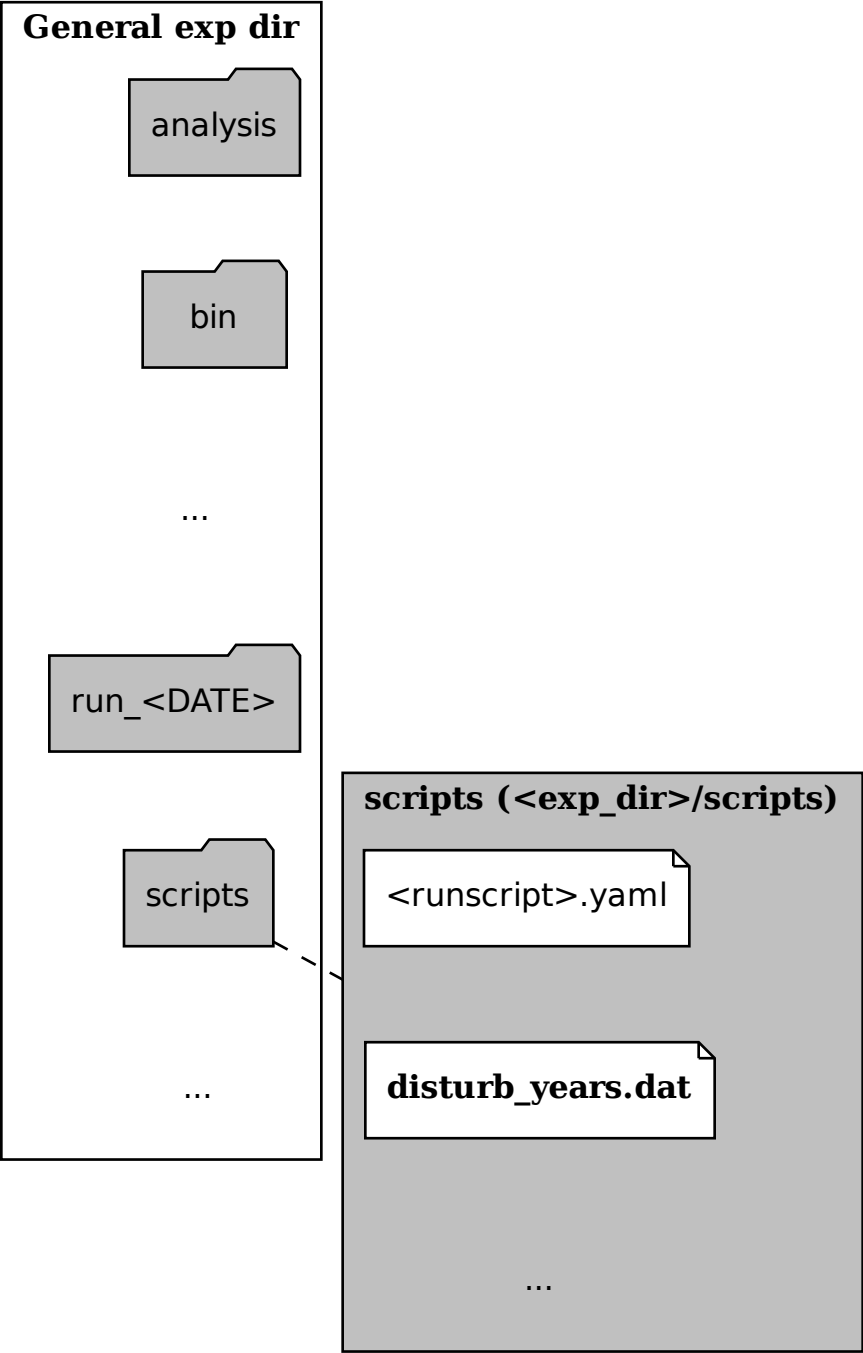 General exp dir
analysis
bin
...
run_<DATE>
scripts
...
scripts (<exp_dir>/scripts)
<runscript>.yaml
disturb_years.dat
...